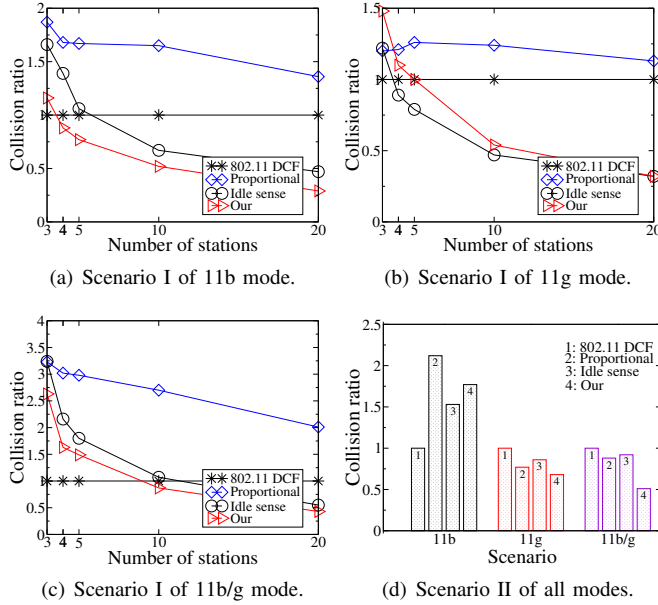 2
1.5
1
0.5
0
Collision ratio
3 4 5 10 20
Number of stations
802.11 DCF
Proportional
Idle sense
Our
(a) Scenario I of 11b mode.
1.5
1
0.5
0
Collision ratio
3 4 5 10 20
Number of stations
802.11 DCF
Proportional
Idle sense
Our
(b) Scenario I of 11g mode.
4
3.5
3
2.5
2
1.5
1
0.5
0
Collision ratio
3 4 5 10 20
Number of stations
802.11 DCF
Proportional
Idle sense
Our
(c) Scenario I of 11b/g mode.
2.5
2
1.5
1
0.5
0
Collision ratio
1: 802.11 DCF
2: Proportional
3: Idle sense
4: Our
1 2 3 4
1 2 3 4
1 2 3 4
11b 11g 11b/g
Scenario
(d) Scenario II of all modes.